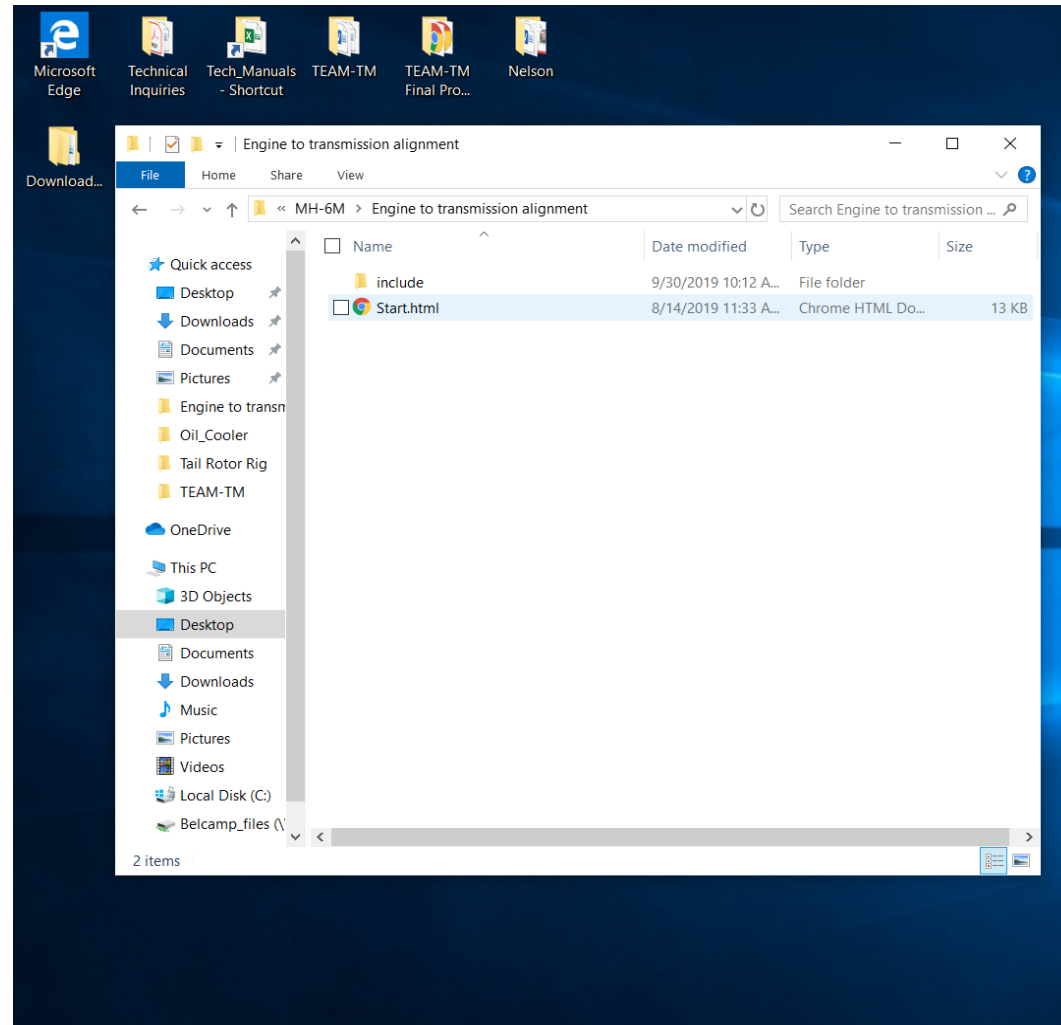 Microsoft
Edge
Technical
Inquiries
Tech_Manuals
- Shortcut
TEAM-TM
TEAM-TM
Final Pro...
Nelson
Download...
Engine to transmission alignment
File Home Share View
« MH-6M > Engine to transmission alignment
Search Engine to transmission ...
Name Date modified Type Size
include 9/30/2019 10:12 A... File folder
Start.html 8/14/2019 11:33 A... Chrome HTML Do... 13 KB
Quick access
Desktop
Downloads
Documents
Pictures
Engine to transm
Oil_Cooler
Tail Rotor Rig
TEAM-TM
OneDrive
This PC
3D Objects
Desktop
Documents
Downloads
Music
Pictures
Videos
Local Disk (C:)
Belcamp_files (\
2 items